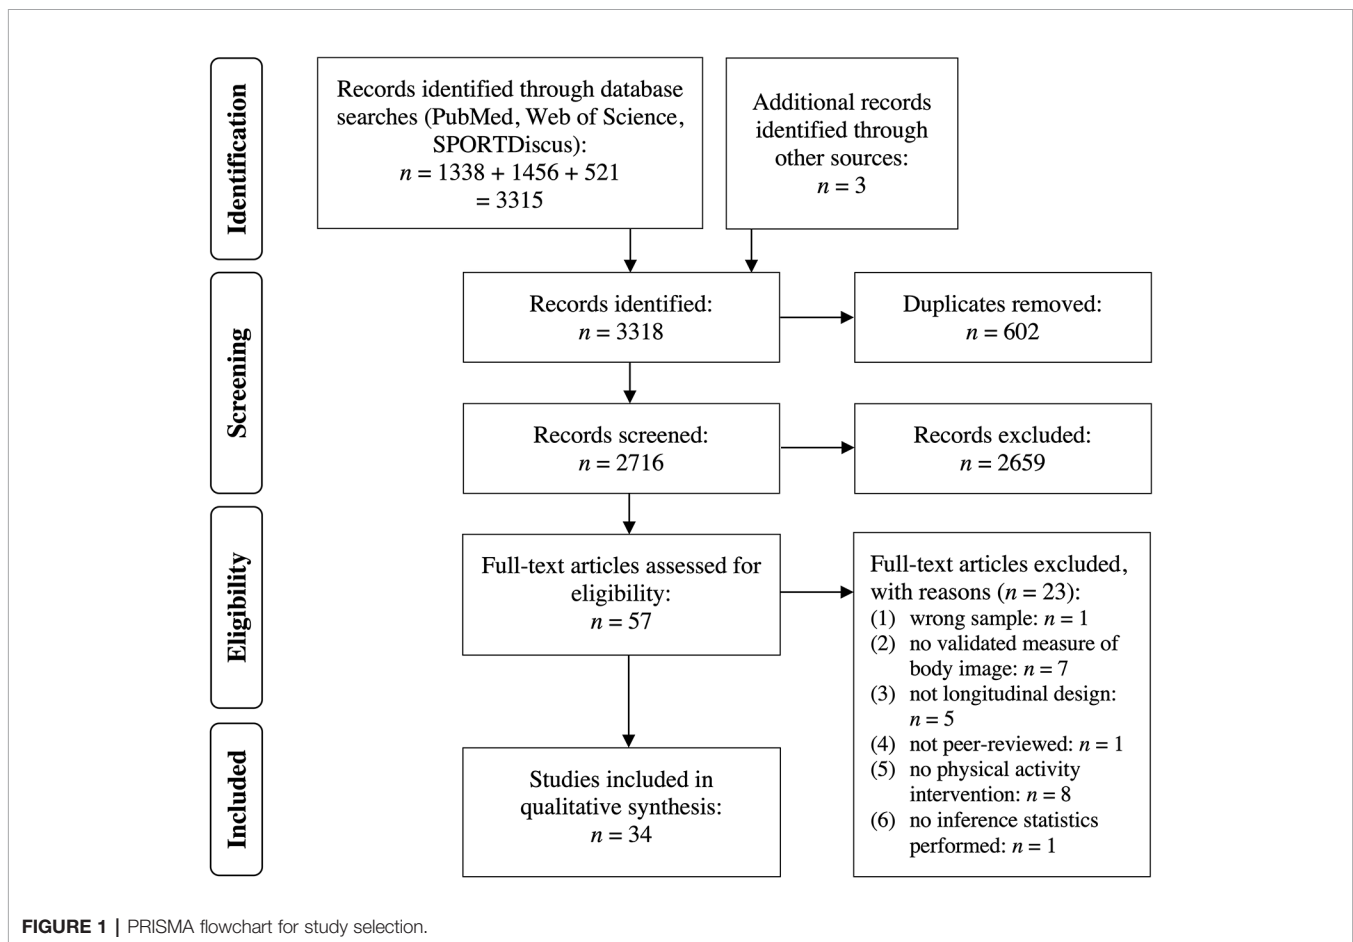 Identification
Records identified through database
searches (PubMed, Web of Science,
SPORTDiscus):
n = 1338 + 1456 + 521
= 3315
Additional records
identified through
other sources:
n = 3
Screening
Records identified:
n = 3318
Duplicates removed:
n = 602
Records screened:
n = 2716
Records excluded:
n = 2659
Eligibility
Full-text articles assessed for
eligibility:
n = 57
Full-text articles excluded,
with reasons (n = 23):
(1) wrong sample: n = 1
(2) no validated measure of
body image: n = 7
(3) not longitudinal design:
n = 5
(4) not peer-reviewed: n = 1
(5) no physical activity
intervention: n = 8
(6) no inference statistics
performed: n = 1
Included
Studies included in
qualitative synthesis:
n = 34
FIGURE 1 | PRISMA flowchart for study selection.